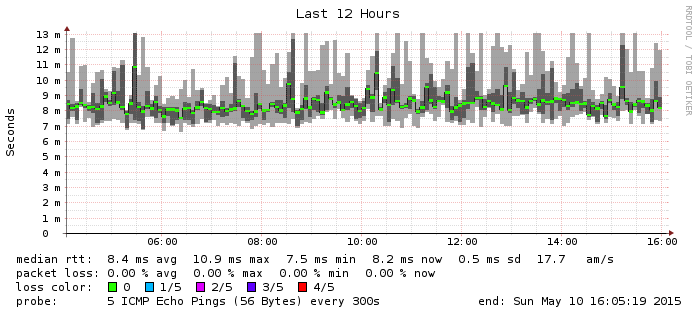 Last 12 Hours
RRDTOOL / TOBI OETIKER
Seconds
13 m
12 m
11 m
10 m
9 m
8 m
7 m
6 m
5 m
4 m
3 m
2 m
1 m
0
06:00 08:00 10:00 12:00 14:00 16:00
median rtt: 8.4 ms avg 10.9 ms max 7.5 ms min 8.2 ms now 0.5 ms sd 17.7 am/s
packet loss: 0.00 % avg 0.00 % max 0.00 % min 0.00 % now
loss color: 0 1/5 2/5 3/5 4/5
probe: 5 ICMP Echo Pings (56 Bytes) every 300s end: Sun May 10 16:05:19 2015